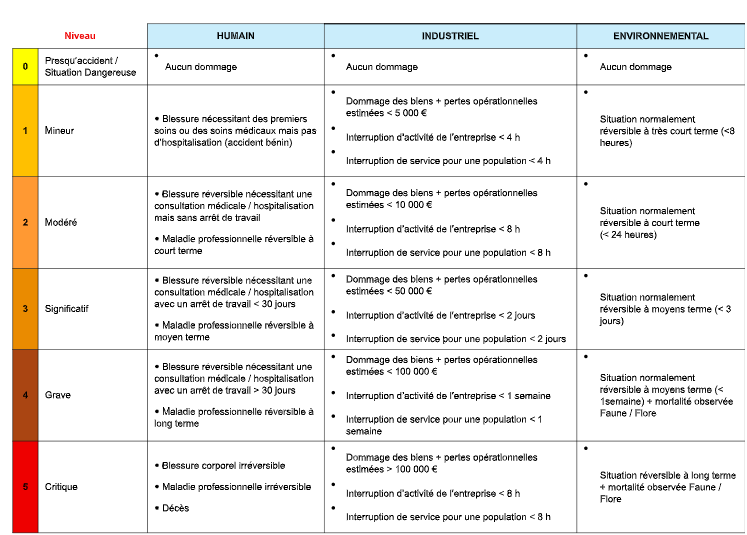 Niveau HUMAIN INDUSTRIEL ENVIRONNEMENTAL
0
Presqu'accident /
Situation Dangereuse
•
Aucun dommage
•
Aucun dommage
•
Aucun dommage
1
Mineur
• Blessure nécessitant des premiers
soins ou des soins médicaux mais pas
d'hospitalisation (accident bénin)
•
Dommage des biens + pertes opérationnelles
estimées < 5 000 €
•
Interruption d'activité de l'entreprise < 4 h
•
Interruption de service pour une population < 4 h
•
Situation normalement
réversible à très court terme (<8
heures)
2
Modéré
• Blessure réversible nécessitant une
consultation médicale / hospitalisation
mais sans arrêt de travail
• Maladie professionnelle réversible à
court terme
•
Dommage des biens + pertes opérationnelles
estimées < 10 000 €
•
Interruption d'activité de l'entreprise < 8 h
•
Interruption de service pour une population < 8 h
•
Situation normalement
réversible à court terme
(< 24 heures)
3
Significatif
• Blessure réversible nécessitant une
consultation médicale / hospitalisation
avec un arrêt de travail < 30 jours
• Maladie professionnelle réversible à
moyen terme
•
Dommage des biens + pertes opérationnelles
estimées < 50 000 €
•
Interruption d'activité de l'entreprise < 2 jours
•
Interruption de service pour une population < 2 jours
•
Situation normalement
réversible à moyens terme (< 3
jours)
4
Grave
• Blessure réversible nécessitant une
consultation médicale / hospitalisation
avec un arrêt de travail > 30 jours
• Maladie professionnelle réversible à
long terme
•
Dommage des biens + pertes opérationnelles
estimées < 100 000 €
•
Interruption d'activité de l'entreprise < 1 semaine
•
Interruption de service pour une population < 1
semaine
•
Situation normalement
réversible à moyens terme (<
1semaine) + mortalité observée
Faune / Flore
5
Critique
• Blessure corporel irréversible
• Maladie professionnelle irréversible
• Décès
•
Dommage des biens + pertes opérationnelles
estimées > 100 000 €
•
Interruption d'activité de l'entreprise < 8 h
•
Interruption de service pour une population < 8 h
•
Situation réversible à long terme
+ mortalité observée Faune /
Flore